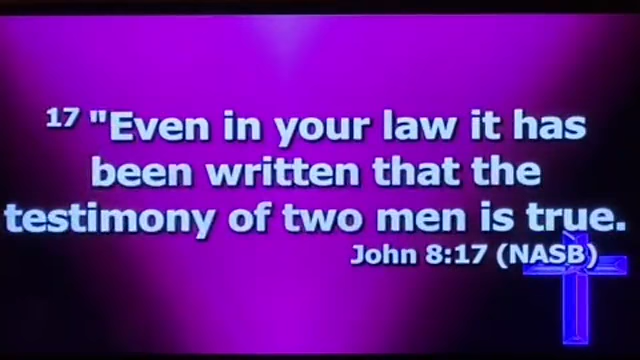 17 "Even in your law it has
been written that the
testimony of two men is true.
John 8:17 (NASB)